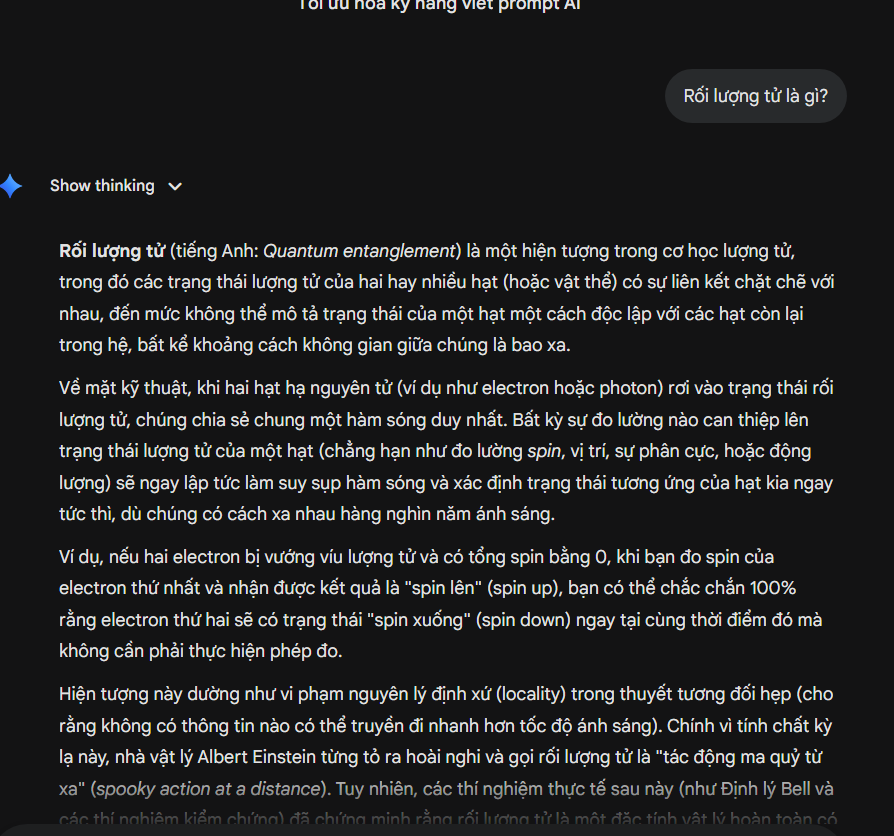 Tối ưu hóa kỹ năng viết prompt AI
Rối lượng tử là gì?
Show thinking
Rối lượng tử (tiếng Anh: Quantum entanglement) là một hiện tượng trong cơ học lượng tử,
trong đó các trạng thái lượng tử của hai hay nhiều hạt (hoặc vật thể) có sự liên kết chặt chẽ với
nhau, đến mức không thể mô tả trạng thái của một hạt một cách độc lập với các hạt còn lại
trong hệ, bất kể khoảng cách không gian giữa chúng là bao xa.
Về mặt kỹ thuật, khi hai hạt hạ nguyên tử (ví dụ như electron hoặc photon) rơi vào trạng thái rối
lượng tử, chúng chia sẻ chung một hàm sóng duy nhất. Bất kỳ sự đo lường nào can thiệp lên
trạng thái lượng tử của một hạt (chẳng hạn như đo lường spin, vị trí, sự phân cực, hoặc động
lượng) sẽ ngay lập tức làm suy sụp hàm sóng và xác định trạng thái tương ứng của hạt kia ngay
tức thì, dù chúng có cách xa nhau hàng nghìn năm ánh sáng.
Ví dụ, nếu hai electron bị vướng víu lượng tử và có tổng spin bằng 0, khi bạn đo spin của
electron thứ nhất và nhận được kết quả là "spin lên" (spin up), bạn có thể chắc chắn 100%
rằng electron thứ hai sẽ có trạng thái "spin xuống" (spin down) ngay tại cùng thời điểm đó mà
không cần phải thực hiện phép đo.
Hiện tượng này dường như vi phạm nguyên lý định xứ (locality) trong thuyết tương đối hẹp (cho
rằng không có thông tin nào có thể truyền đi nhanh hơn tốc độ ánh sáng). Chính vì tính chất kỳ
lạ này, nhà vật lý Albert Einstein từng tỏ ra hoài nghi và gọi rối lượng tử là "tác động ma quỷ từ
xa" (spooky action at a distance). Tuy nhiên, các thí nghiệm thực tế sau này (như Định lý Bell và
các thí nghiệm kiểm chứng) đã chứng minh rằng rối lượng tử là một đặc tính vật lý hoàn toàn có